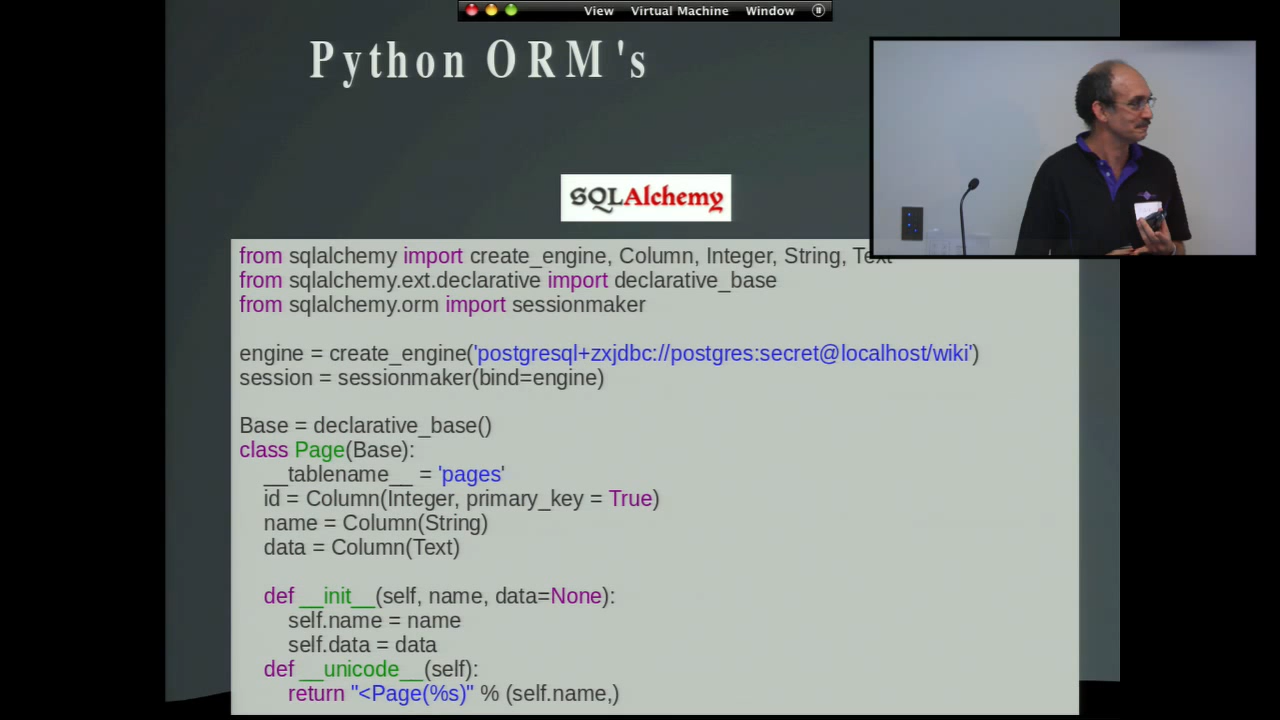 View Virtual Machine Window
Python ORM's
SQLAlchemy
from sqlalchemy import create_engine, Column, Integer, String, Text
from sqlalchemy.ext.declarative import declarative_base
from sqlalchemy.orm import sessionmaker
engine = create_engine('postgresql+zxjdbc://postgres:secret@localhost/wiki')
session = sessionmaker(bind=engine)
Base = declarative_base()
class Page(Base):
__tablename__ = 'pages'
id = Column(Integer, primary_key = True)
name = Column(String)
data = Column(Text)
def __init__(self, name, data=None):
self.name = name
self.data = data
def __unicode__(self):
return "<Page(%s)" % (self.name,)